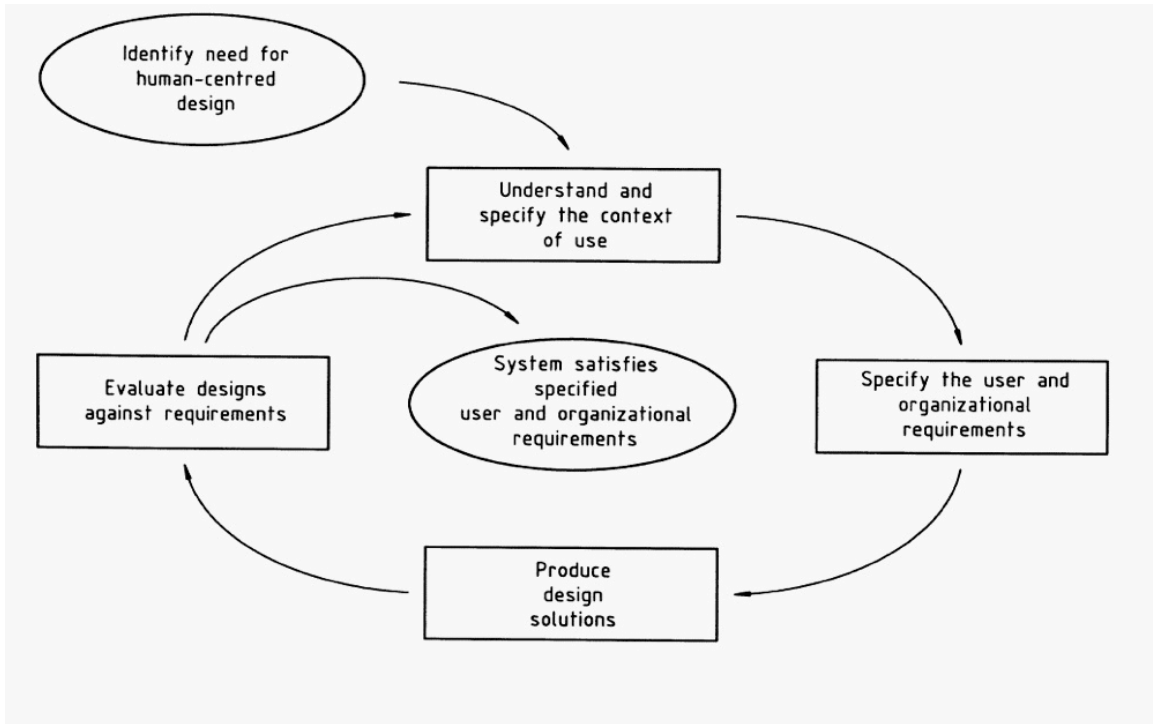 Identify need for
human-centred
design
Understand and
specify the context
of use
Specify the user and
organizational
requirements
Produce
design
solutions
Evaluate designs
against requirements
System satisfies
specified
user and organizational
requirements